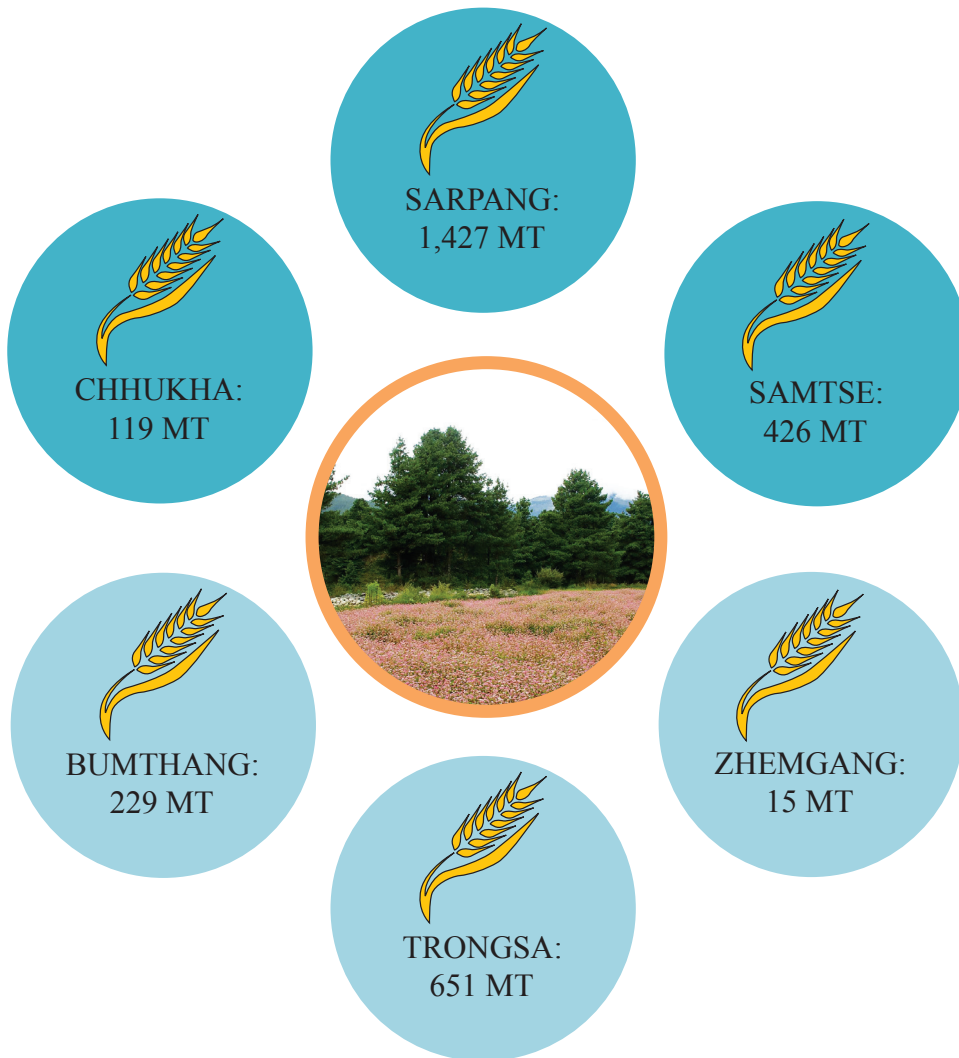 SARPANG:
1,427 MT
CHHUKHA:
119 MT
SAMTSE:
426 MT
BUMTHANG:
229 MT
ZHEMGANG:
15 MT
TRONGSA:
651 MT